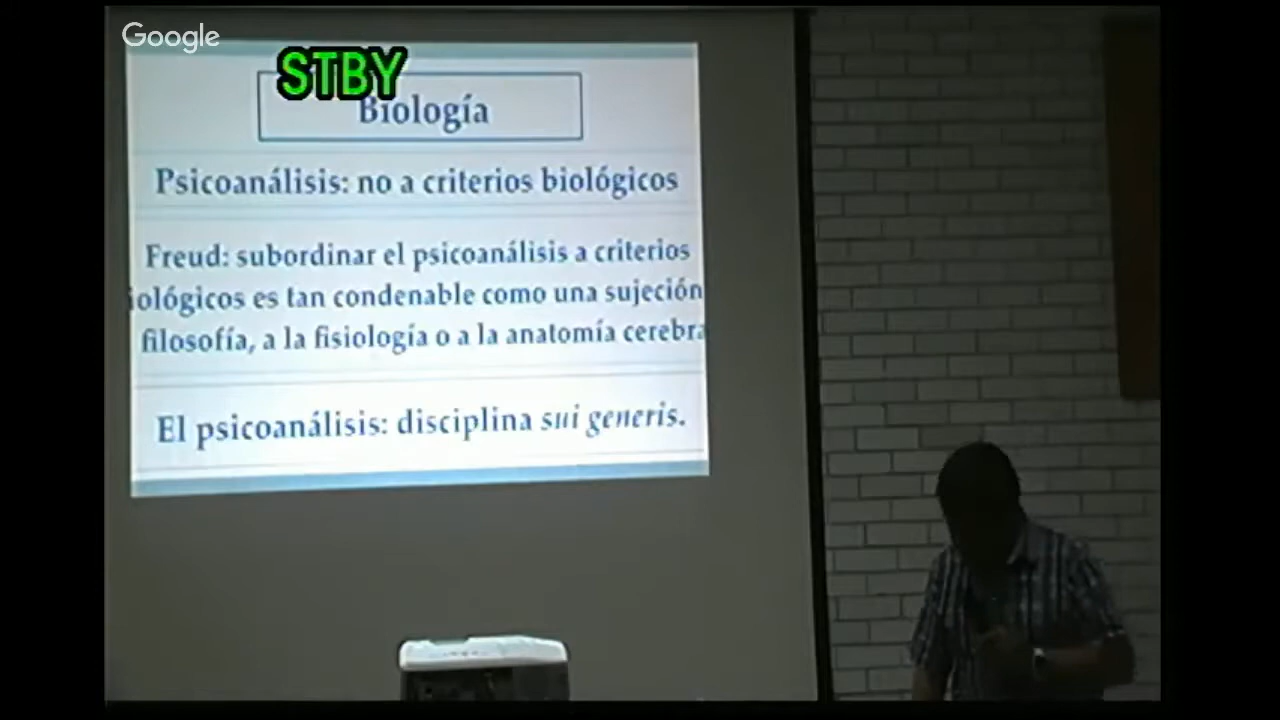 Google
STBY
Biología
Psicoanálisis: no a criterios biológicos
Freud: subordinar el psicoanálisis a criterios
iológicos es tan condenable como una sujeción
filosofía, a la fisiología o a la anatomía cerebra
El psicoanálisis: disciplina sui generis.